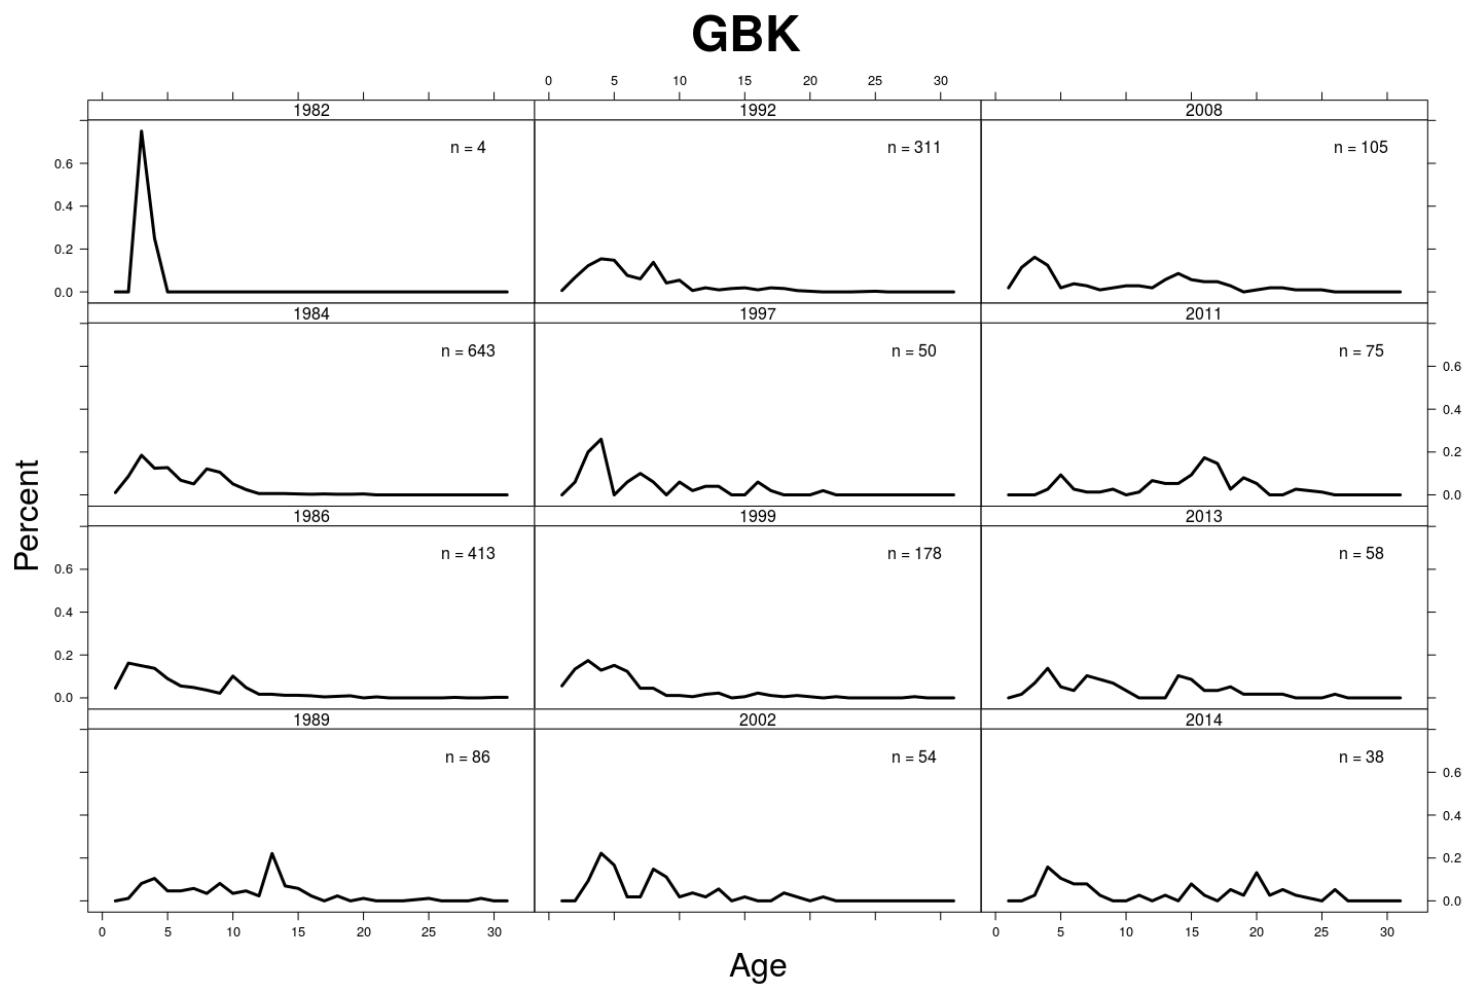 GBK
0 5 10 15 20 25 30
1982 1992 2008
n = 4 n = 311 n = 105
0.6
0.4
0.2
0.0
1984 1997 2011
n = 643 n = 50 n = 75
0.6
0.4
0.2
0.0
Percent
1986 1999 2013
n = 413 n = 178 n = 58
0.6
0.4
0.2
0.0
1989 2002 2014
n = 86 n = 54 n = 38
0.6
0.4
0.2
0.0
0 5 10 15 20 25 30 0 5 10 15 20 25 30
Age